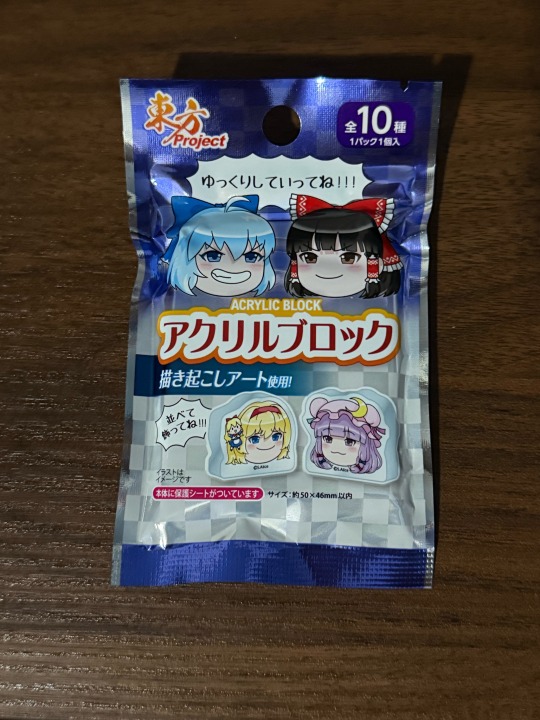 東方
Project
全10種
1パック1個入
ゆっくりしていってね!!!
ACRYLIC BLOCK
アクリルブロック
描き起こしアート使用!
並べて
飾ってね!!!
©LAKn
©LAKn
イラストは
イメージです
本体に保護シートがついています
サイズ:約50×46mm以内